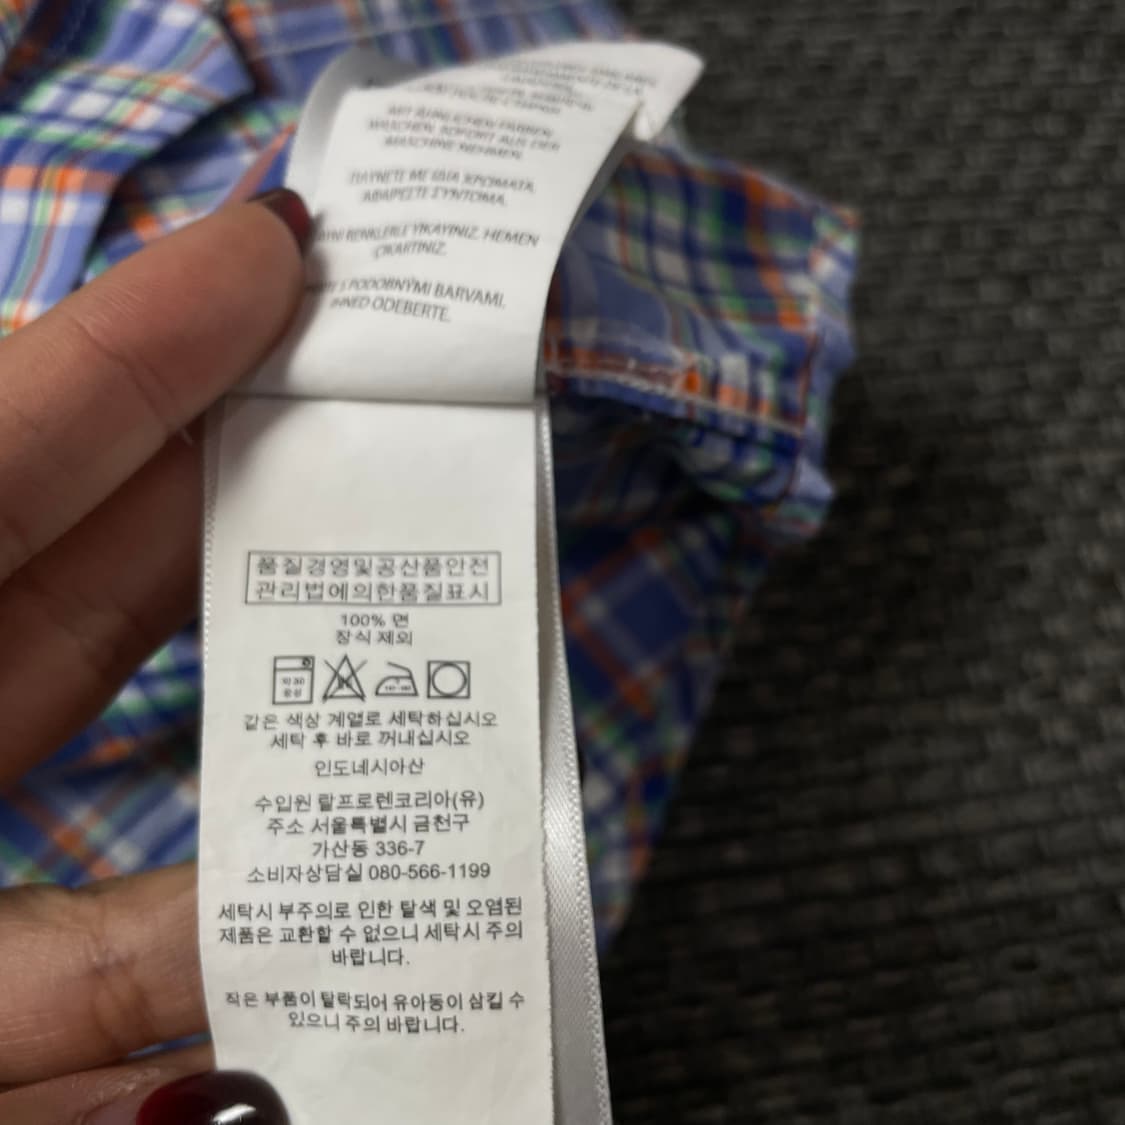 MIT ÄHNLICHEN FARBEN
WASCHEN. SOFORT AUS DER
MASCHINE NEHMEN.
ΠΛΥΝΕΤΕ ΜΕ ΙΔΙΑ ΧΡΩΜΑΤΑ.
ΑΦΑΙΡΕΣΤΕ ΣΥΝΤΟΜΑ.
RENKLERLE YIKAYINIZ. HEMEN
ÇIKARTINIZ.
S PODOBNÝMI BARVAMI.
IHNED ODEBERTE.
품질경영및공산품안전
관리법에의한품질표시
100% 면
장식 제외
약 30
중성
같은 색상 계열로 세탁하십시오
세탁 후 바로 꺼내십시오
인도네시아산
수입원 랄프로렌코리아(유)
주소 서울특별시 금천구
가산동 336-7
소비자상담실 080-566-1199
세탁시 부주의로 인한 탈색 및 오염된
제품은 교환할 수 없으니 세탁시 주의
바랍니다.
작은 부품이 탈락되어 유아동이 삼킬 수
있으니 주의 바랍니다.